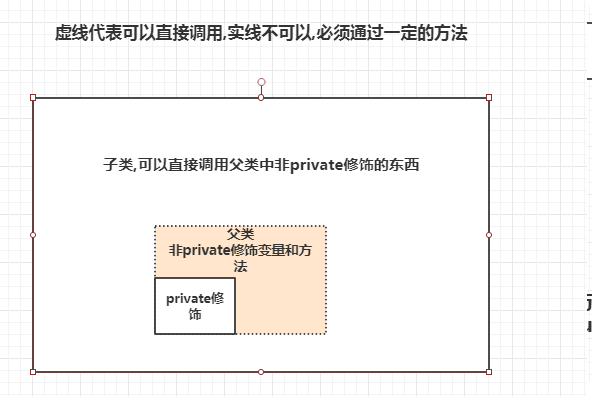 虚线代表可以直接调用,实线不可以,必须通过一定的方法
子类,可以直接调用父类中非private修饰的东西
父类
非private修饰变量和方
法
private修
饰